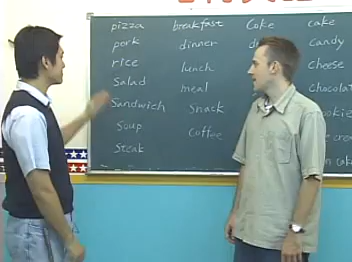 pizza breakfast Coke cake
pork dinner Candy
rice lunch cheese
Salad meal
Sandwich Snack
Soup Coffee
Steak